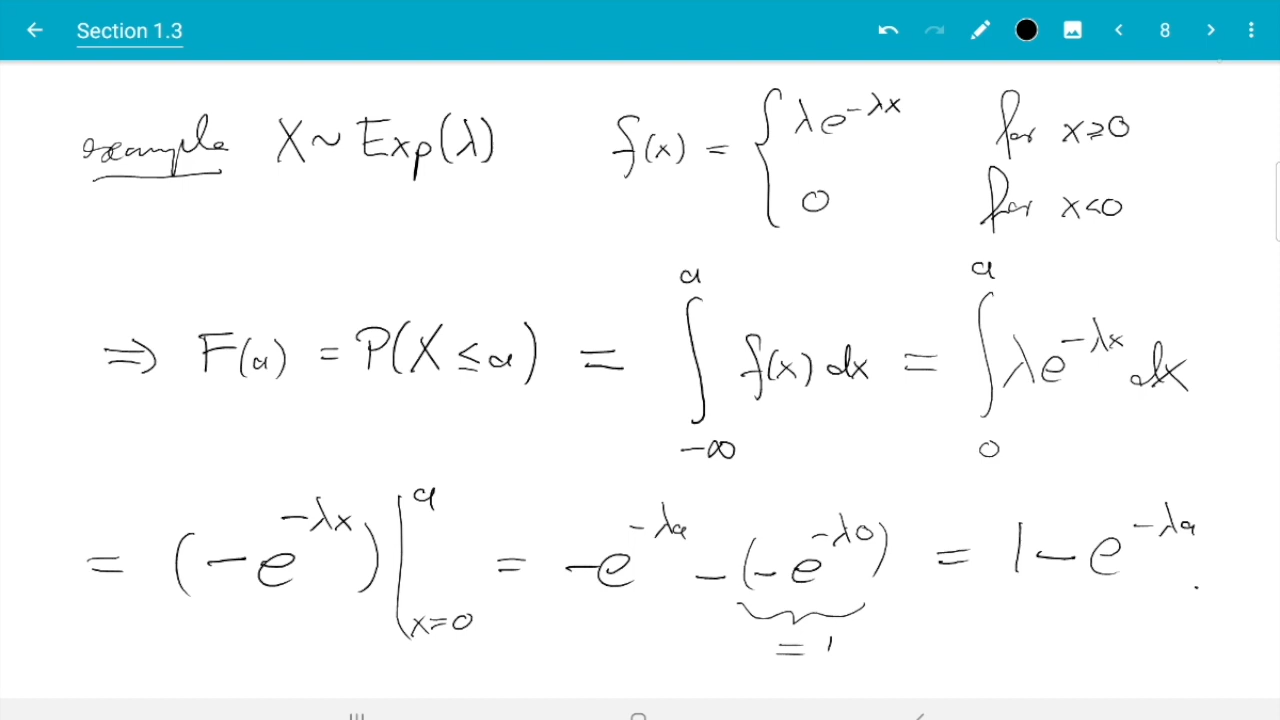 Section 1.3 8
example X ~ Exp(λ) f(x) = { λe^{-λx} for x≥0
0 for x<0
⇒ F(a) = P(X ≤ a) = ∫_{-∞}^{a} f(x) dx = ∫_{0}^{a} λe^{-λx} dx
= (-e^{-λx}) |_{x=0}^{a} = -e^{-λa} - (-e^{-λ0}) = 1 - e^{-λa}.
= 1